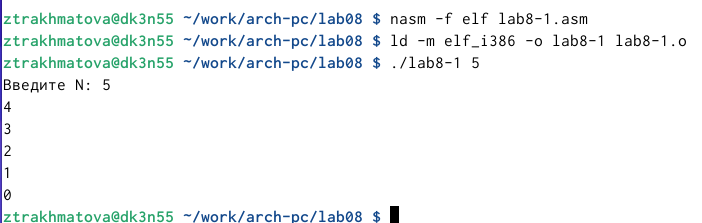 ztrakhmatova@dk3n55 ~/work/arch-pc/lab08 $ nasm -f elf lab8-1.asm
ztrakhmatova@dk3n55 ~/work/arch-pc/lab08 $ ld -m elf_i386 -o lab8-1 lab8-1.o
ztrakhmatova@dk3n55 ~/work/arch-pc/lab08 $ ./lab8-1 5
Введите N: 5
4
3
2
1
0
ztrakhmatova@dk3n55 ~/work/arch-pc/lab08 $